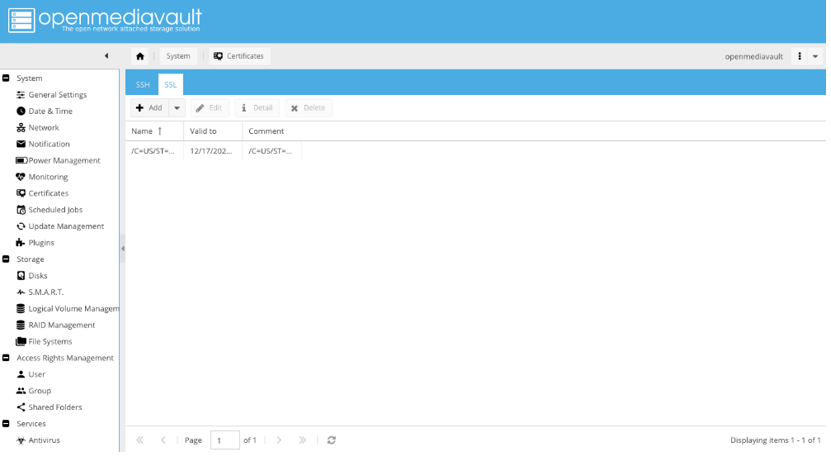 openmediavault
The open network attached storage solution
System
Certificates
openmediavault
System
General Settings
Date & Time
Network
Notification
Power Management
Monitoring
Certificates
Scheduled Jobs
Update Management
Plugins
Storage
Disks
S.M.A.R.T.
Logical Volume Managem
RAID Management
File Systems
Access Rights Management
User
Group
Shared Folders
Services
Antivirus
SSH SSL
Add Edit Detail Delete
Name Valid to Comment
/C=US/ST=... 12/17/202... /C=US/ST=...
Page 1 of 1 Displaying items 1 - 1 of 1